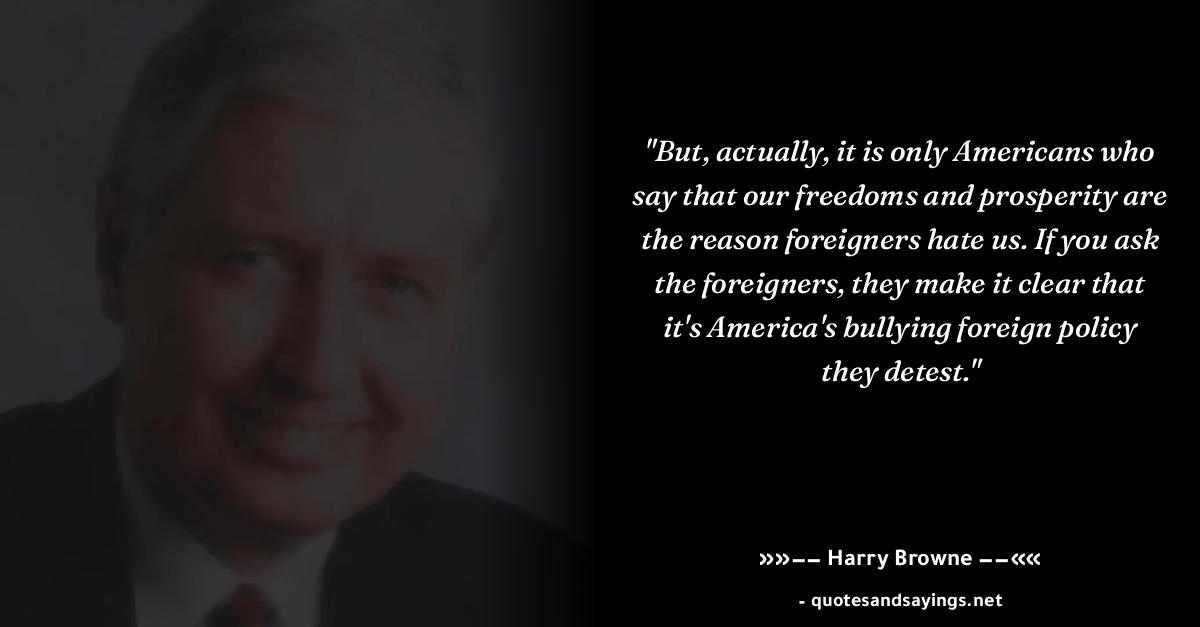 "But, actually, it is only Americans who
say that our freedoms and prosperity are
the reason foreigners hate us. If you ask
the foreigners, they make it clear that
it's America's bullying foreign policy
they detest."
»»–– Harry Browne ––««
- quotesandsayings.net